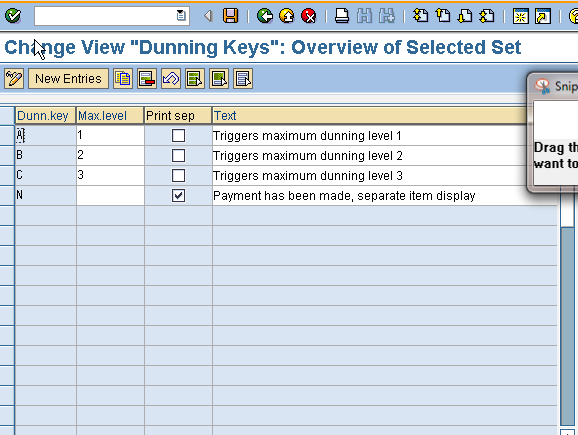 Change View "Dunning Keys": Overview of Selected Set
New Entries
Snip
Drag th
want to
Dunn.key Max.level Print sep Text
A 1 Triggers maximum dunning level 1
B 2 Triggers maximum dunning level 2
C 3 Triggers maximum dunning level 3
N Payment has been made, separate item display